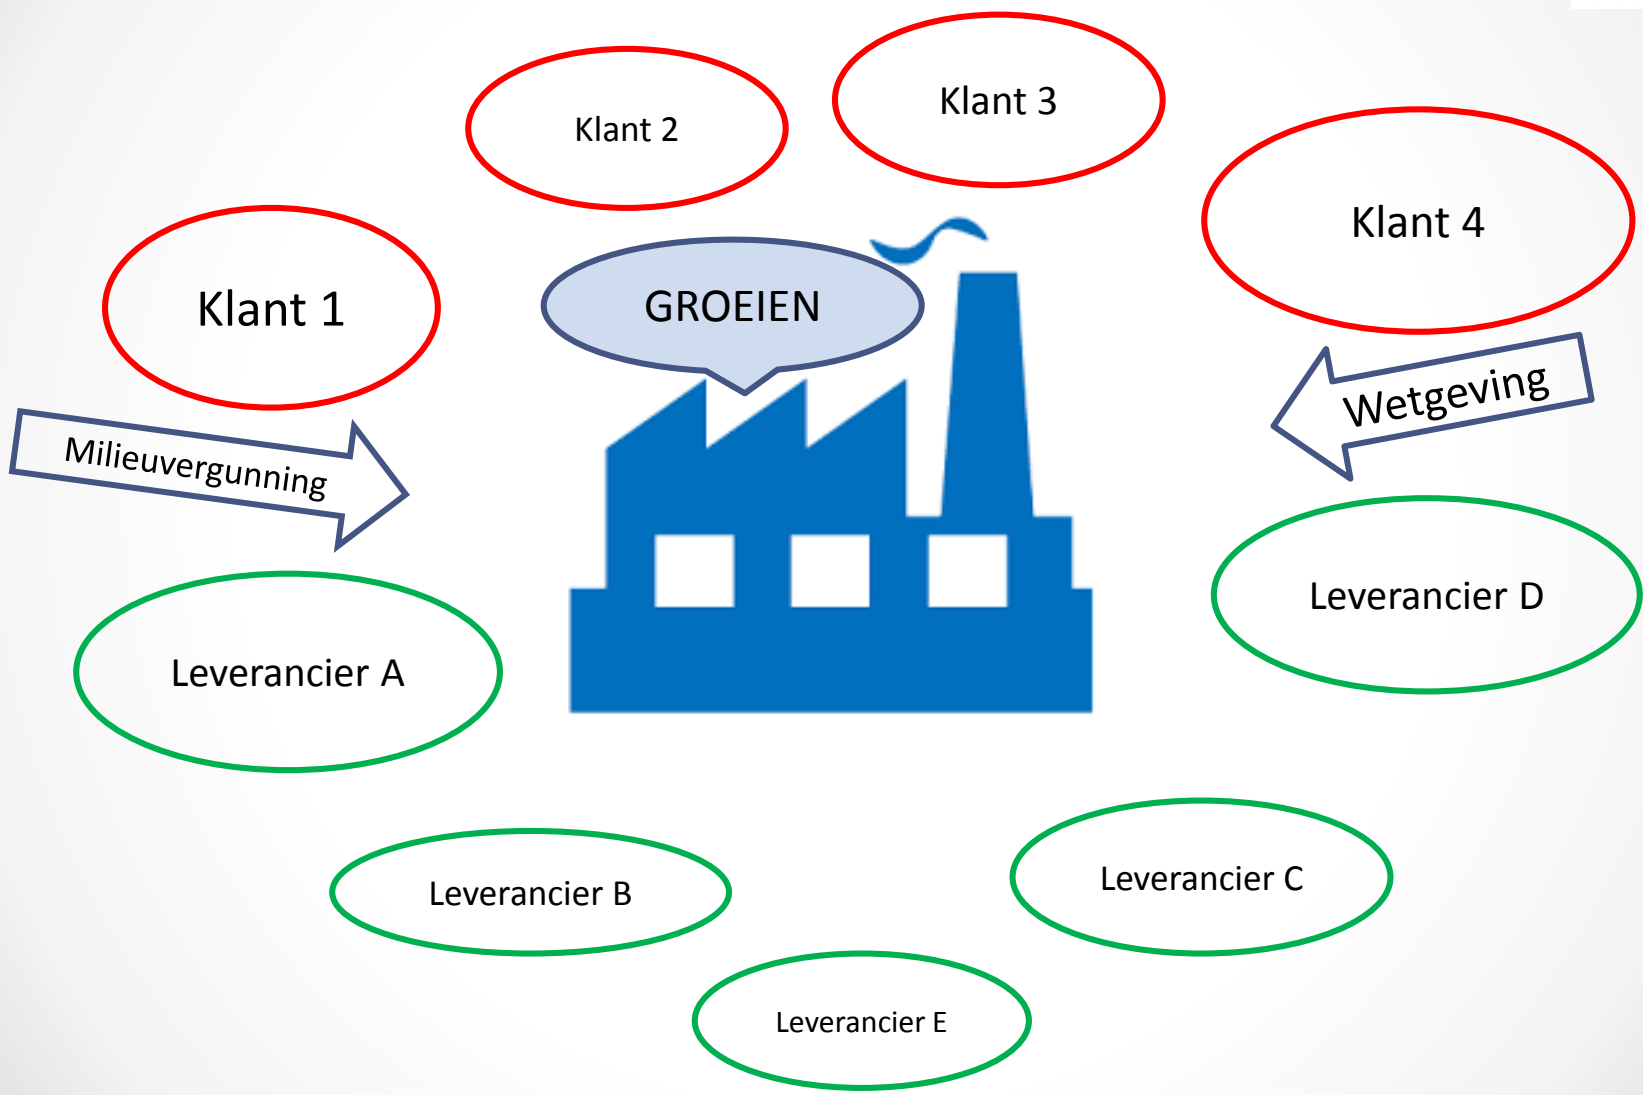 Klant 3
Klant 2
Klant 4
Klant 1
GROEIEN
Wetgeving
Milieuvergunning
Leverancier D
Leverancier A
Leverancier C
Leverancier B
Leverancier E